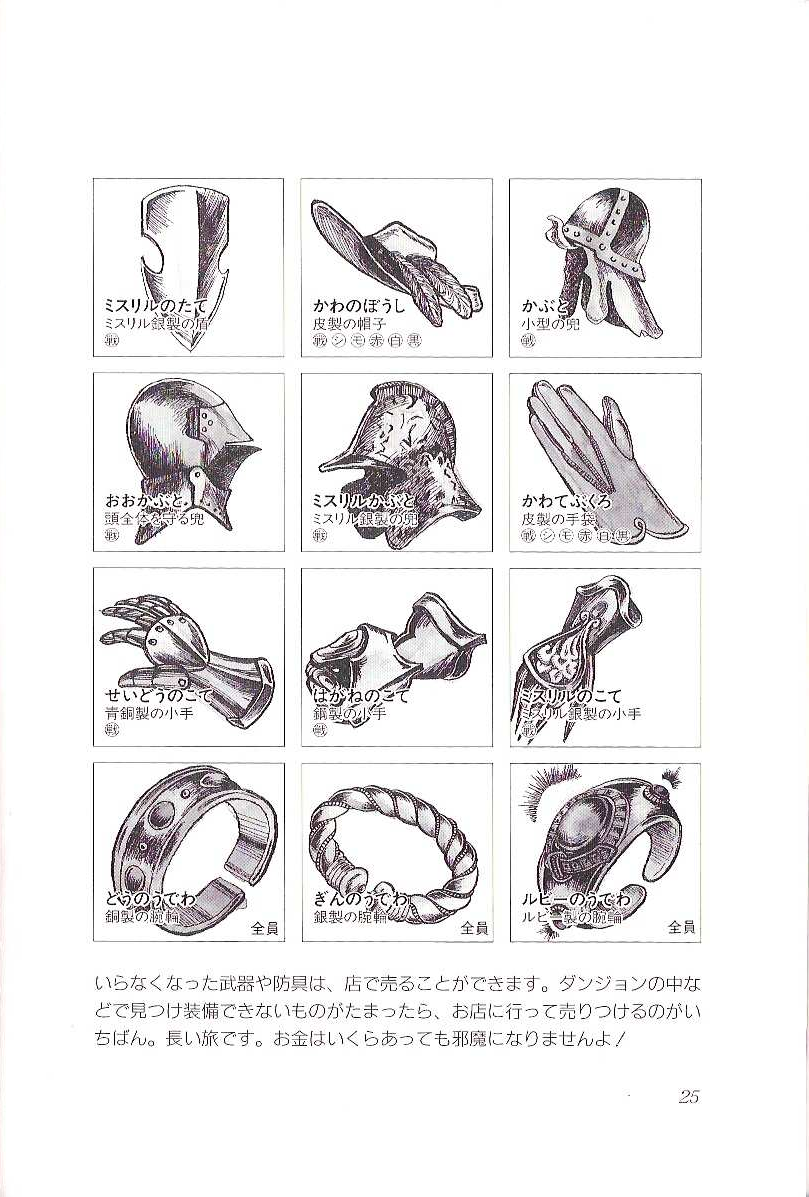 ミスリルのたて
ミスリル銀製の盾
戦
かわのぼうし
皮製の帽子
戦シモ赤白黒
かぶと
小型の兜
戦
おおかぶと
頭全体を守る兜
戦
ミスリルかぶと
ミスリル銀製の兜
戦
かわてぶくろ
皮製の手袋
戦シモ赤白黒
せいどうのこて
青銅製の小手
戦
はがねのこて
鋼製の小手
戦
ミスリルのこて
ミスリル銀製の小手
戦
どうのうでわ
銅製の腕輪
全員
ぎんのうでわ
銀製の腕輪
全員
ルビーのうでわ
ルビー製の腕輪
全員
いらなくなった武器や防具は、店で売ることができます。ダンジョンの中な
どで見つけ装備できないものがたまったら、お店に行って売りつけるのがい
ちばん。長い旅です。お金はいくらあっても邪魔になりませんよ！
25